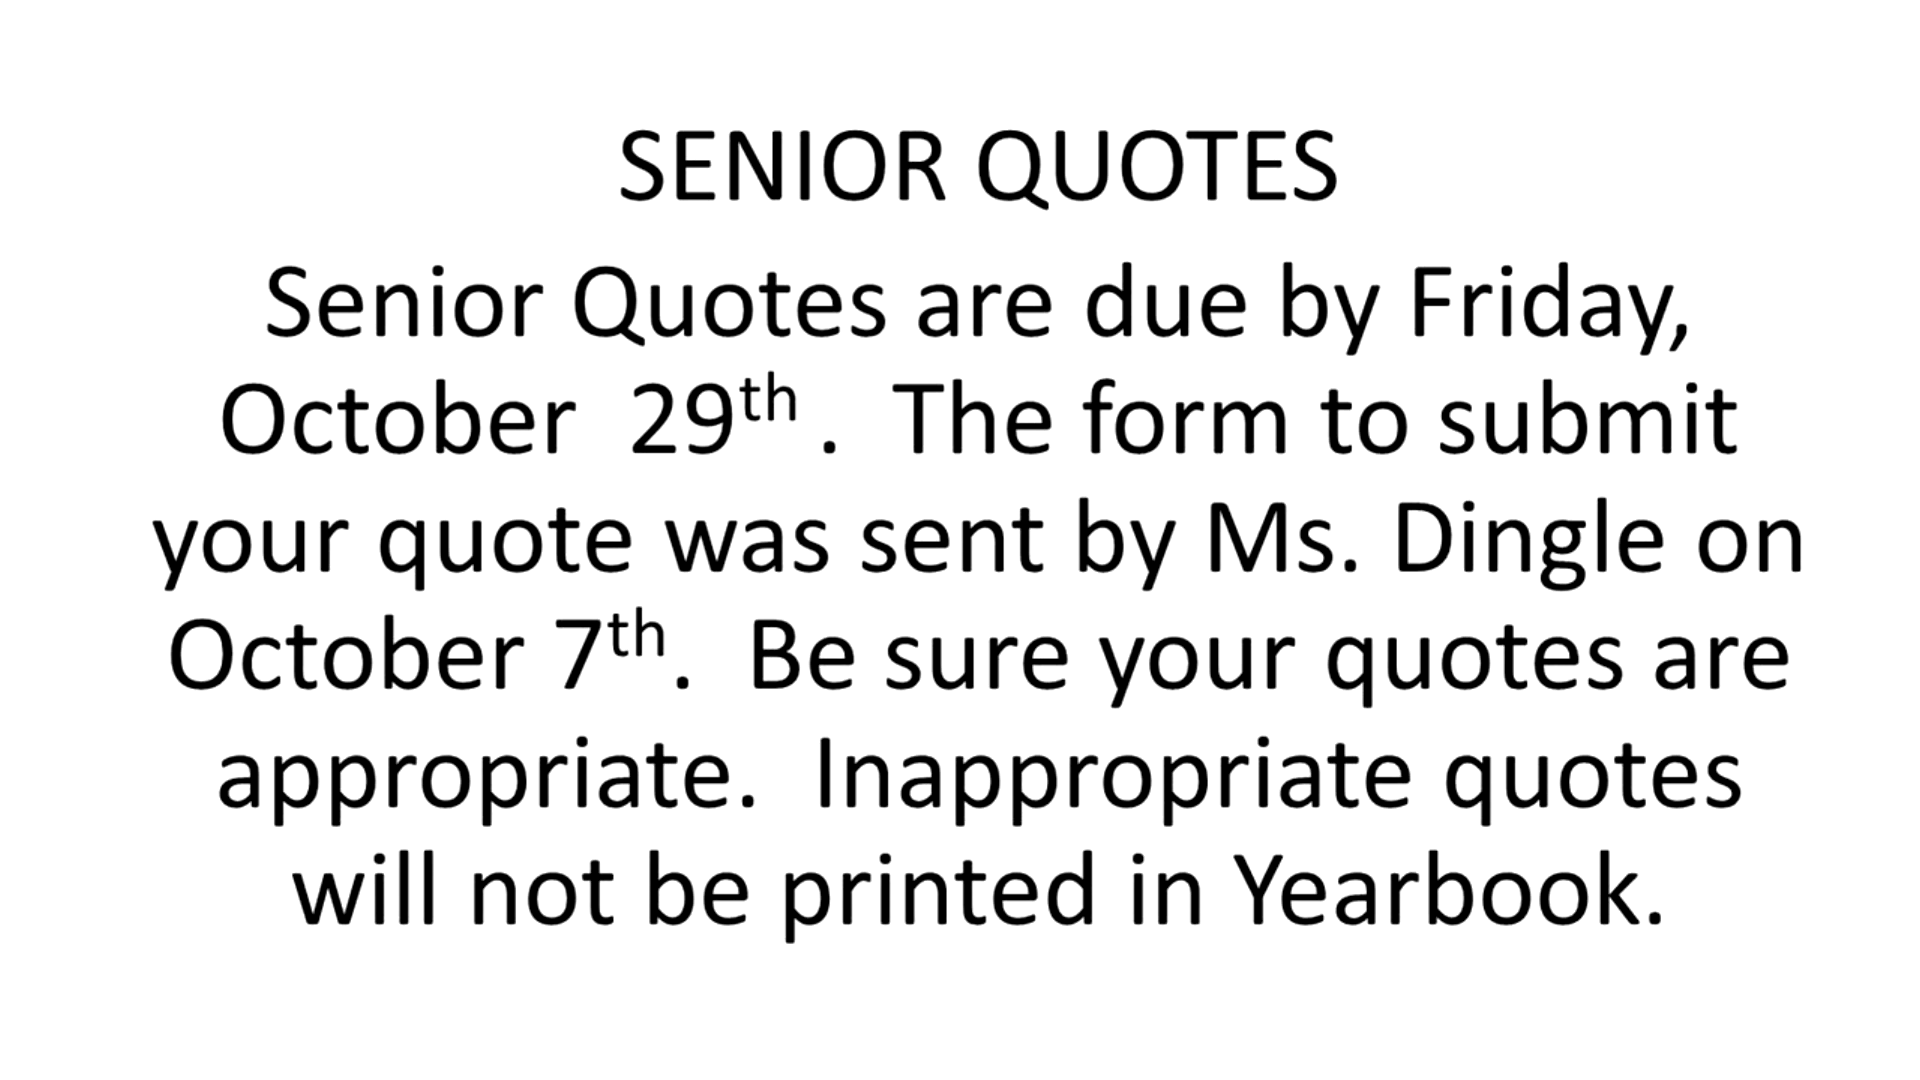 SENIOR QUOTES
Senior Quotes are due by Friday,
October  29th .  The form to submit
your quote was sent by Ms. Dingle on
October 7th.  Be sure your quotes are
appropriate.  Inappropriate quotes
will not be printed in Yearbook.